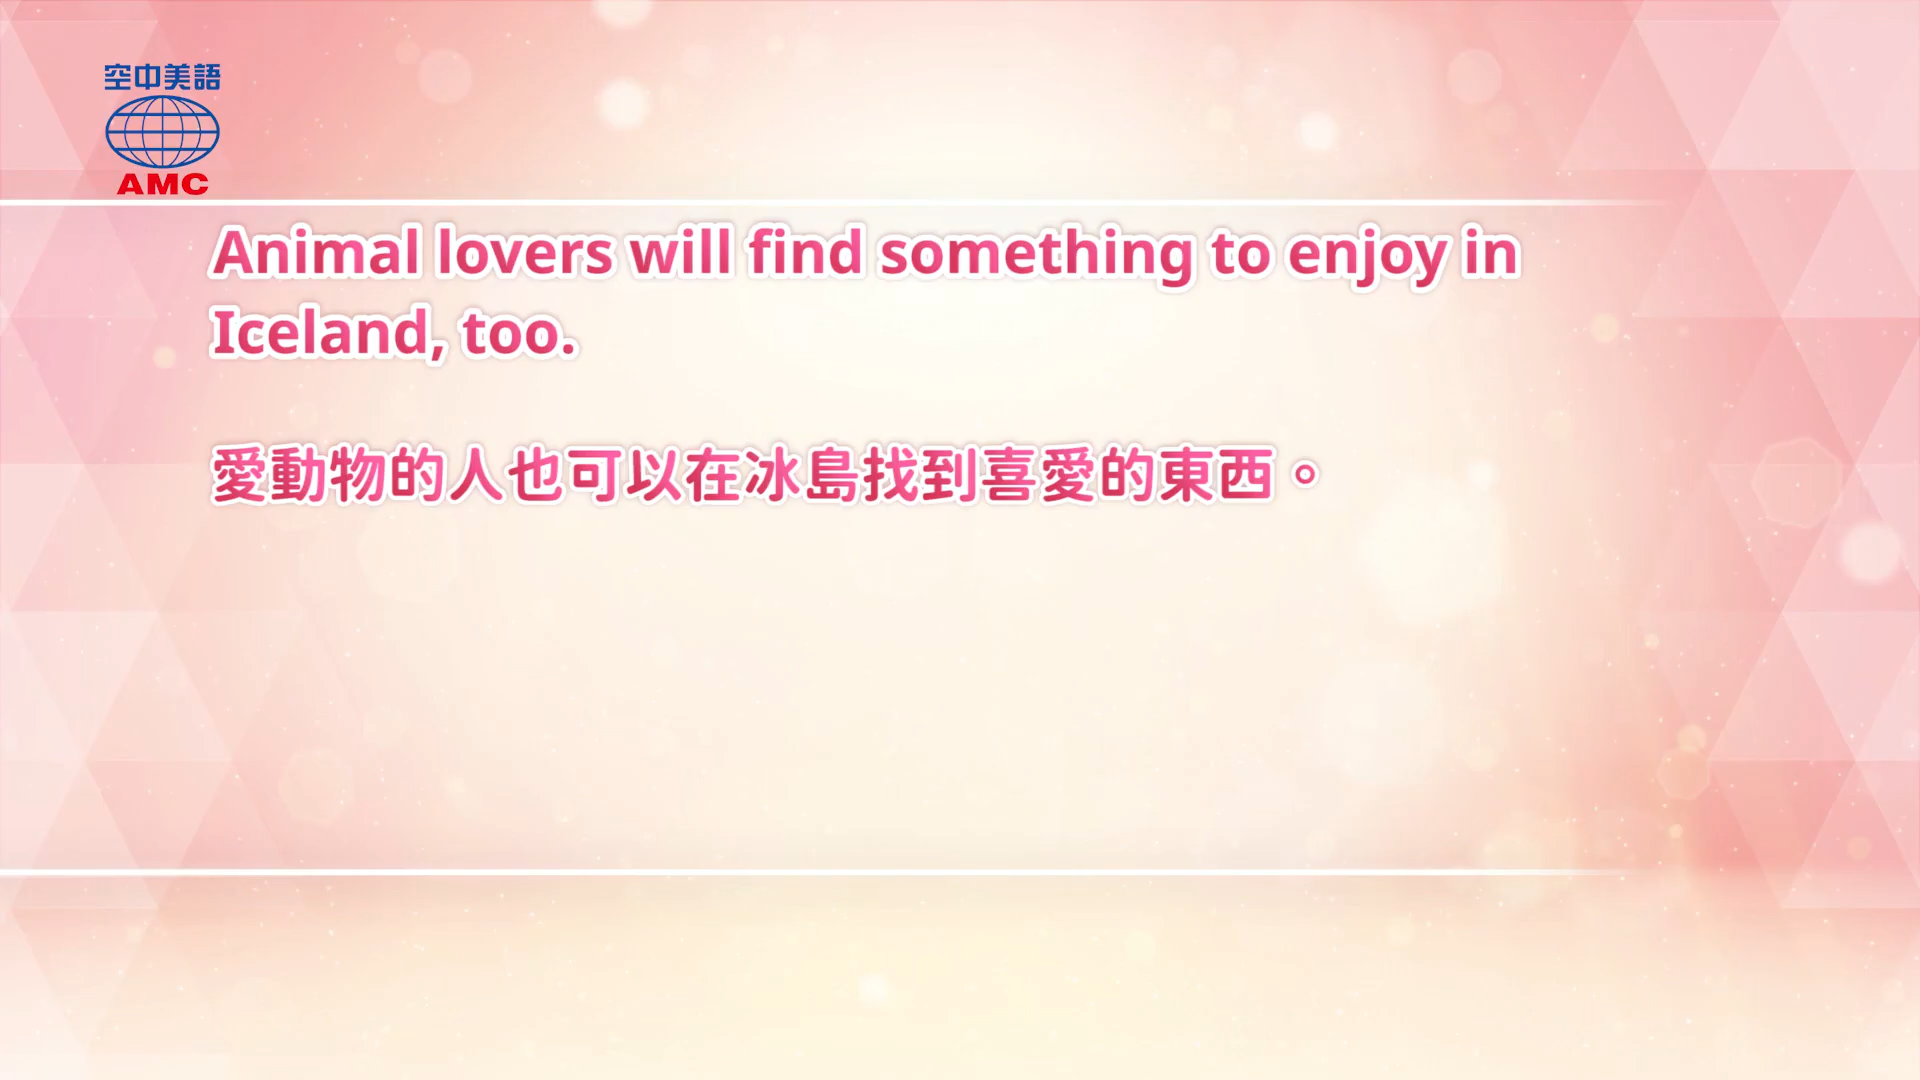 空中美語
AMC
Animal lovers will find something to enjoy in
Iceland, too.
愛動物的人也可以在冰島找到喜愛的東西。